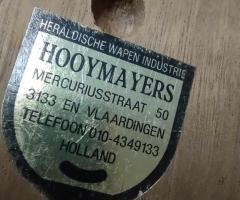 HERALDISCHE WAPEN INDUSTRIE
HOOYMAYERS
MERCURIUSSTRAAT 50
3133 EN VLAARDINGEN
TELEFOON 010-4349133
HOLLAND